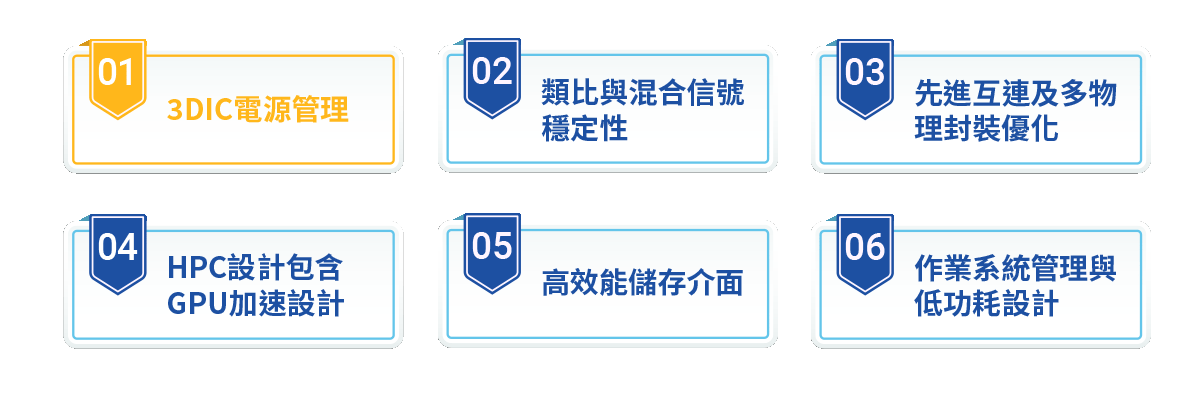 01
3DIC電源管理
02
類比與混合信號
穩定性
03
先進互連及多物
理封裝優化
04
HPC設計包含
GPU加速設計
05
高效能儲存介面
06
作業系統管理與
低功耗設計